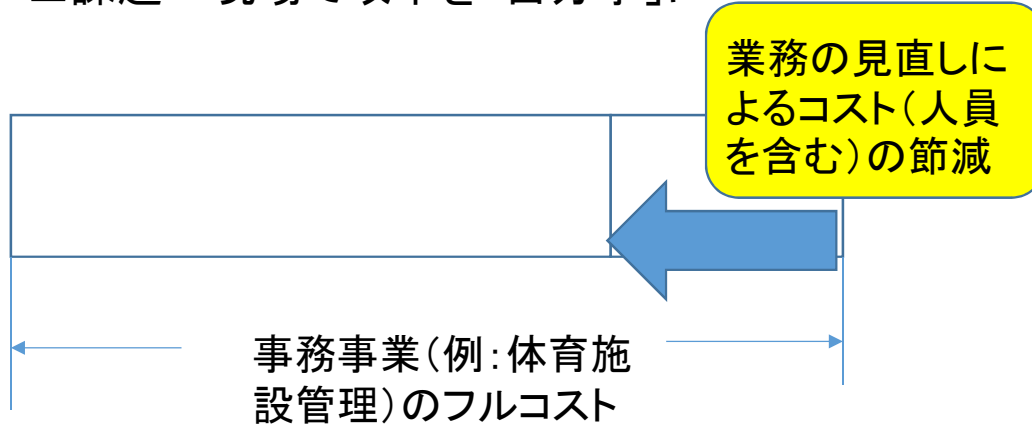 業務の見直しに
よるコスト(人員
を含む)の節減
事務事業(例:体育施
設管理)のフルコスト